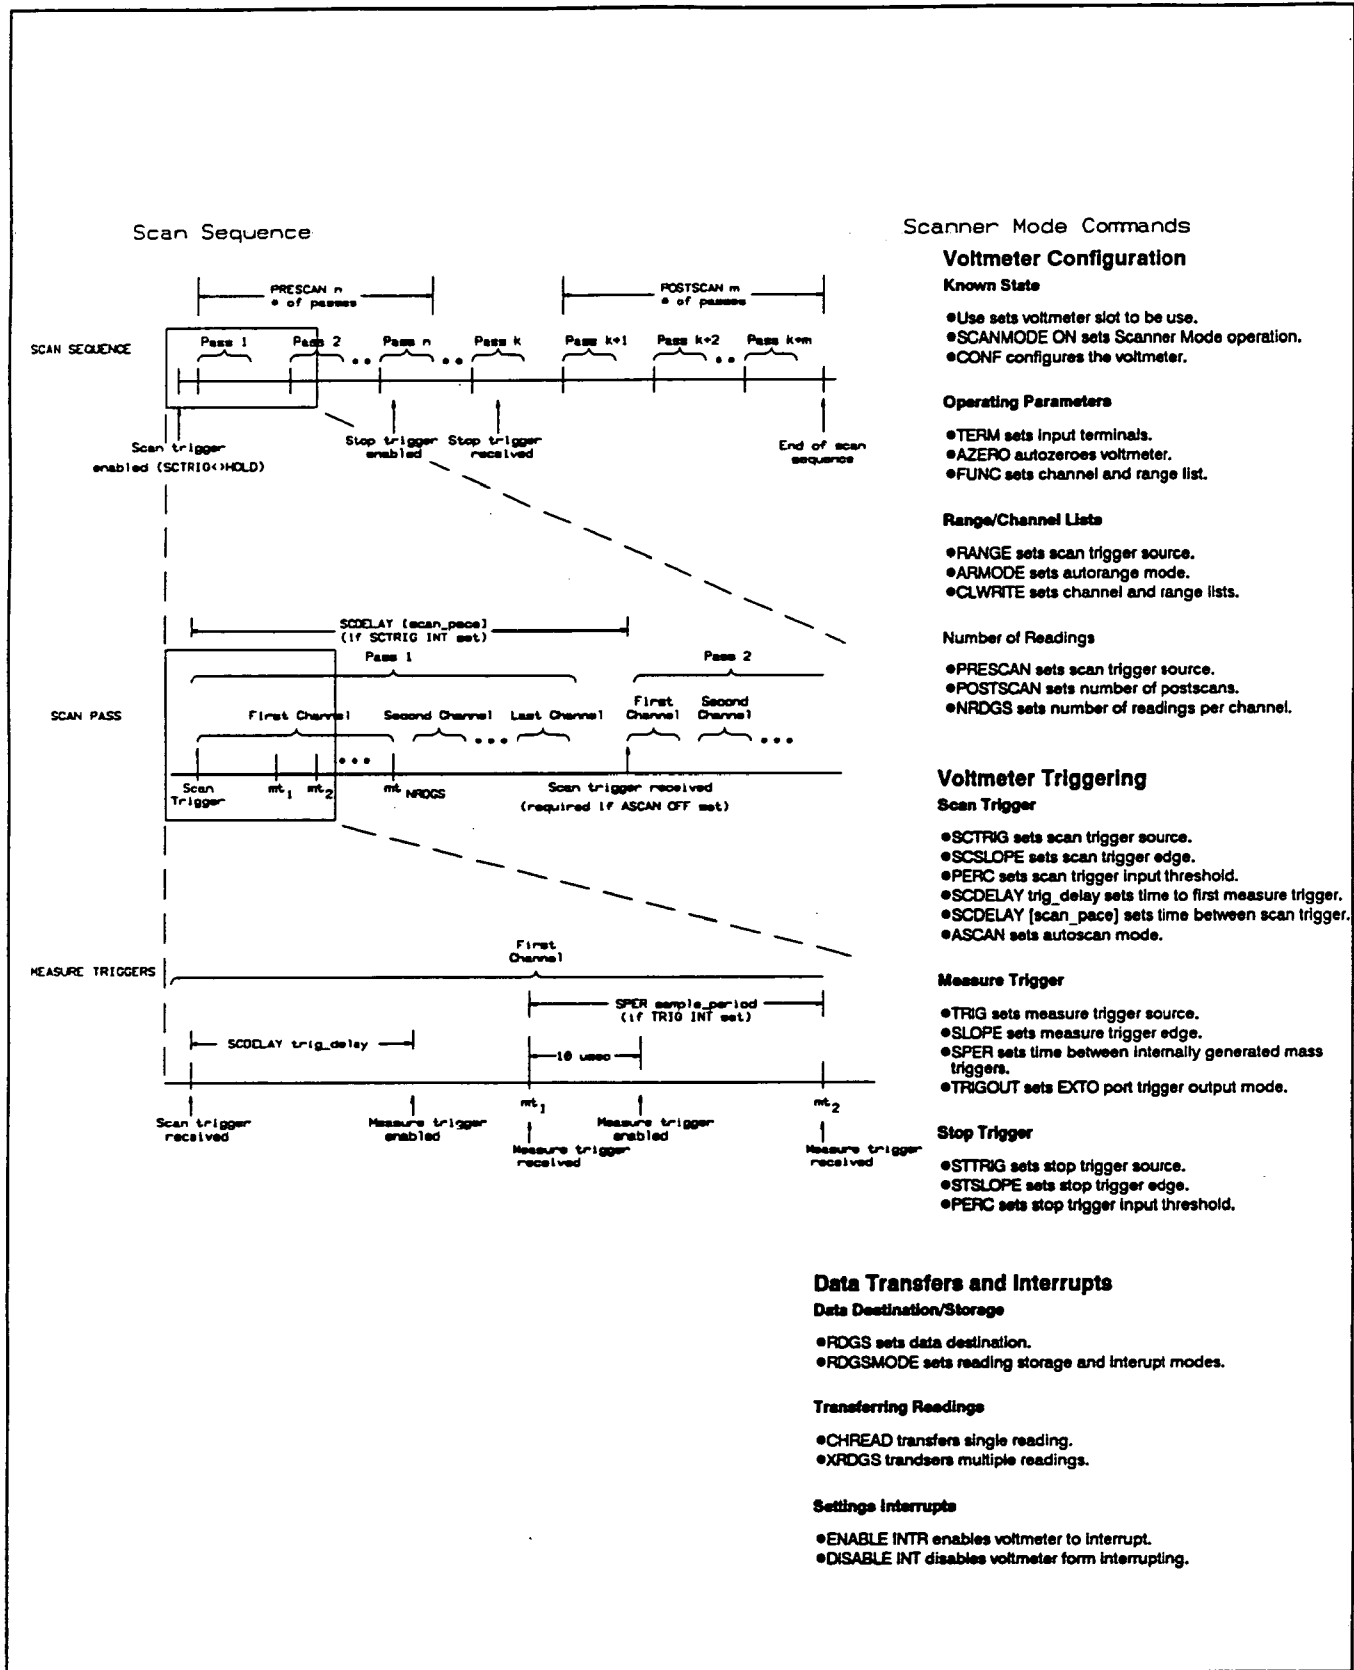 Scan Sequence
PRESCAN n
# of passes
POSTSCAN m
# of passes
SCAN SEQUENCE
Pass 1
Pass 2
Pass n
Pass k
Pass k+1
Pass k+2
Pass k+m
Scan trigger
enabled (SCTRIG<>HOLD)
Stop trigger
enabled
Stop trigger
received
End of scan
sequence
SCDELAY [scan_pace]
(if SCTRIG INT set)
Pass 1
Pass 2
SCAN PASS
First Channel
Second Channel
Last Channel
First
Channel
Second
Channel
Scan
Trigger
mt1
mt2
mt NRDGS
Scan trigger received
(required if ASCAN OFF set)
MEASURE TRIGGERS
First
Channel
SPER sample_period
(if TRIG INT set)
SCDELAY trig_delay
10 usec
mt1
mt2
Scan trigger
received
Measure trigger
enabled
Measure trigger
received
Measure trigger
enabled
Measure trigger
received
Scanner Mode Commands
Voltmeter Configuration
Known State
●Use sets voltmeter slot to be use.
●SCANMODE ON sets Scanner Mode operation.
●CONF configures the voltmeter.
Operating Parameters
●TERM sets input terminals.
●AZERO autozeroes voltmeter.
●FUNC sets channel and range list.
Range/Channel Lists
●RANGE sets scan trigger source.
●ARMODE sets autorange mode.
●CLWRITE sets channel and range lists.
Number of Readings
●PRESCAN sets scan trigger source.
●POSTSCAN sets number of postscans.
●NRDGS sets number of readings per channel.
Voltmeter Triggering
Scan Trigger
●SCTRIG sets scan trigger source.
●SCSLOPE sets scan trigger edge.
●PERC sets scan trigger input threshold.
●SCDELAY trig_delay sets time to first measure trigger.
●SCDELAY [scan_pace] sets time between scan trigger.
●ASCAN sets autoscan mode.
Measure Trigger
●TRIG sets measure trigger source.
●SLOPE sets measure trigger edge.
●SPER sets time between internally generated mass
triggers.
●TRIGOUT sets EXTO port trigger output mode.
Stop Trigger
●STTRIG sets stop trigger source.
●STSLOPE sets stop trigger edge.
●PERC sets stop trigger input threshold.
Data Transfers and Interrupts
Data Destination/Storage
●RDGS sets data destination.
●RDGSMODE sets reading storage and interupt modes.
Transferring Readings
●CHREAD transfers single reading.
●XRDGS trandsers multiple readings.
Settings Interrupts
●ENABLE INTR enables voltmeter to interrupt.
●DISABLE INT disables voltmeter form interrupting.